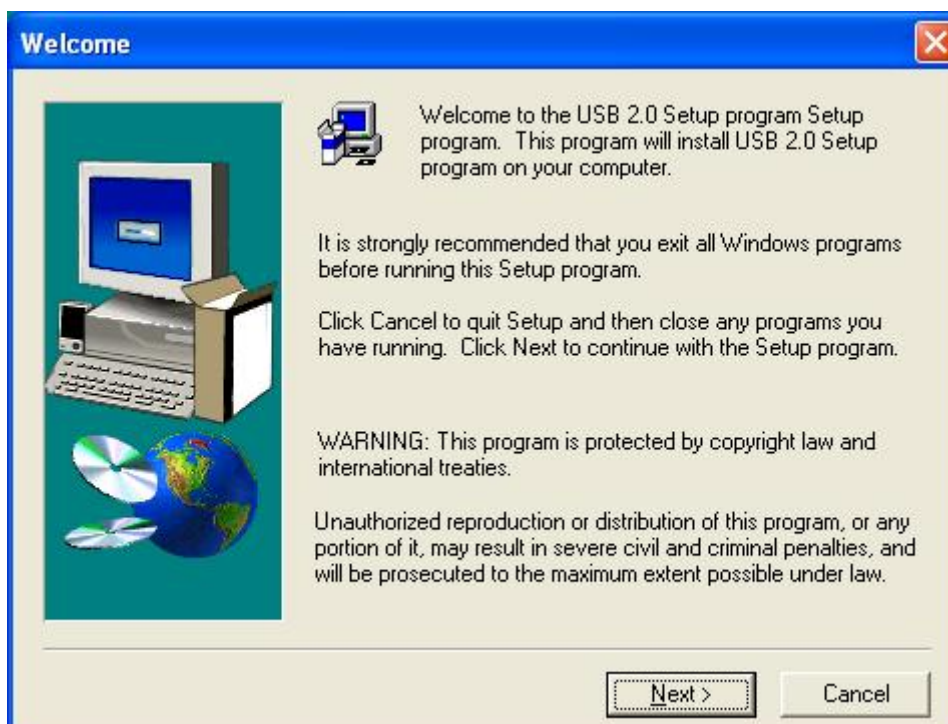 Welcome
Welcome to the USB 2.0 Setup program Setup
program.  This program will install USB 2.0 Setup
program on your computer.
It is strongly recommended that you exit all Windows programs
before running this Setup program.
Click Cancel to quit Setup and then close any programs you
have running.  Click Next to continue with the Setup program.
WARNING: This program is protected by copyright law and
international treaties.
Unauthorized reproduction or distribution of this program, or any
portion of it, may result in severe civil and criminal penalties, and
will be prosecuted to the maximum extent possible under law.
Next >
Cancel